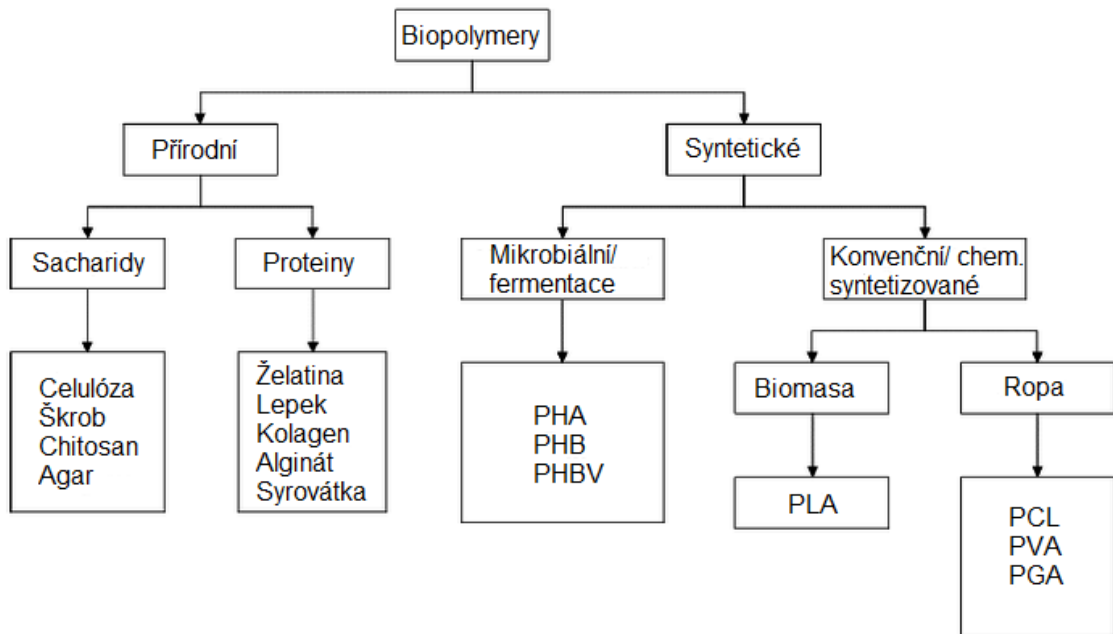 Biopolymery
Přírodní
Syntetické
Sacharidy
Proteiny
Mikrobiální/
fermentace
Konvenční/ chem.
syntetizované
Celulóza
Škrob
Chitosan
Agar
Želatina
Lepek
Kolagen
Alginát
Syrovátka
PHA
PHB
PHBV
Biomasa
Ropa
PLA
PCL
PVA
PGA